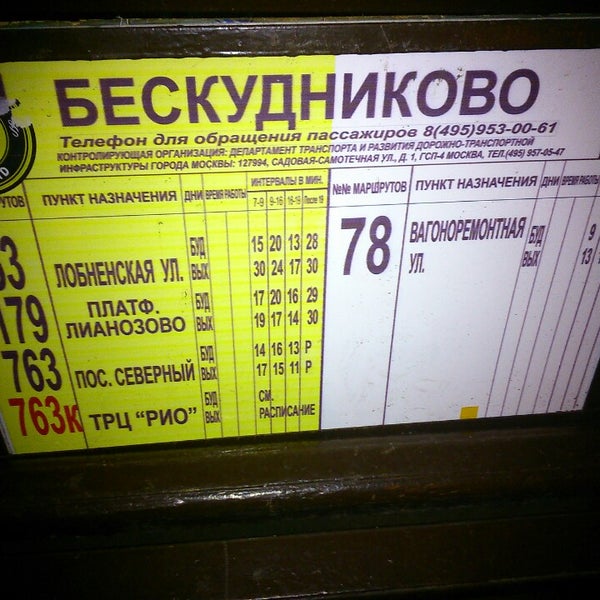 БЕСКУДНИКОВО
Телефон для обращения пассажиров 8(495)953-00-61
КОНТРОЛИРУЮЩАЯ ОРГАНИЗАЦИЯ: ДЕПАРТАМЕНТ ТРАНСПОРТА И РАЗВИТИЯ ДОРОЖНО-ТРАНСПОРТНОЙ
ИНФРАСТРУКТУРЫ ГОРОДА МОСКВЫ: 127994, САДОВАЯ-САМОТЕЧНАЯ УЛ., Д. 1, ГСП-4 МОСКВА, ТЕЛ.(495) 957-05-47
УТОВ ПУНКТ НАЗНАЧЕНИЯ ДНИ ВРЕМЯ РАБОТЫ ИНТЕРВАЛЫ В МИН.
7-9 9-16 16-19 После 19
3 ЛОБНЕНСКАЯ УЛ. БУД 15 20 13 28
ВЫХ 30 24 17 30
179 ПЛАТФ. БУД 17 20 16 29
ЛИАНОЗОВО ВЫХ 19 17 14 30
763 ПОС. СЕВЕРНЫЙ БУД 14 16 13 Р
ВЫХ 17 15 11 Р
763к ТРЦ "РИО" БУД СМ.
ВЫХ РАСПИСАНИЕ
№№ МАРШРУТОВ ПУНКТ НАЗНАЧЕНИЯ ДНИ ВРЕМЯ РАБОТЫ
78 ВАГОНОРЕМОНТНАЯ БУД 9
УЛ. ВЫХ 13